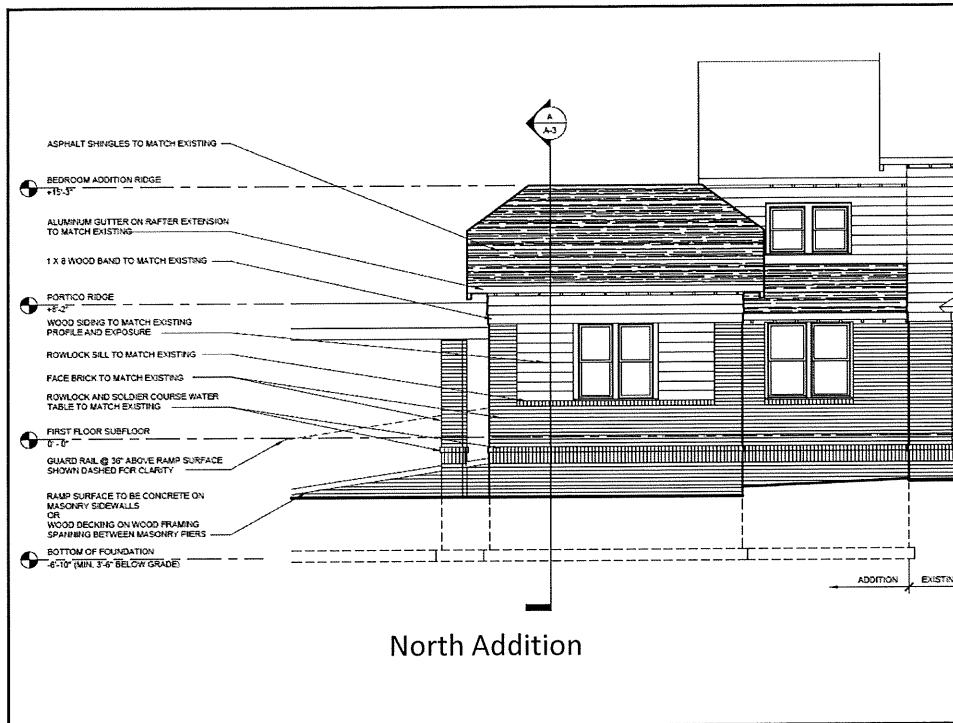 A
A-3
ASPHALT SHINGLES TO MATCH EXISTING
BEDROOM ADDITION RIDGE
+15'-3"
ALUMINUM GUTTER ON RAFTER EXTENSION
TO MATCH EXISTING
1 X 8 WOOD BAND TO MATCH EXISTING
PORTICO RIDGE
+8'-2"
WOOD SIDING TO MATCH EXISTING
PROFILE AND EXPOSURE
ROWLOCK SILL TO MATCH EXISTING
FACE BRICK TO MATCH EXISTING
ROWLOCK AND SOLDIER COURSE WATER
TABLE TO MATCH EXISTING
FIRST FLOOR SUBFLOOR
0' - 0"
GUARD RAIL @ 36" ABOVE RAMP SURFACE
SHOWN DASHED FOR CLARITY
RAMP SURFACE TO BE CONCRETE ON
MASONRY SIDEWALLS
OR
WOOD DECKING ON WOOD FRAMING
SPANNING BETWEEN MASONRY PIERS
BOTTOM OF FOUNDATION
-6'-10" (MIN. 3'-6" BELOW GRADE)
ADDITION
EXISTIN
North Addition